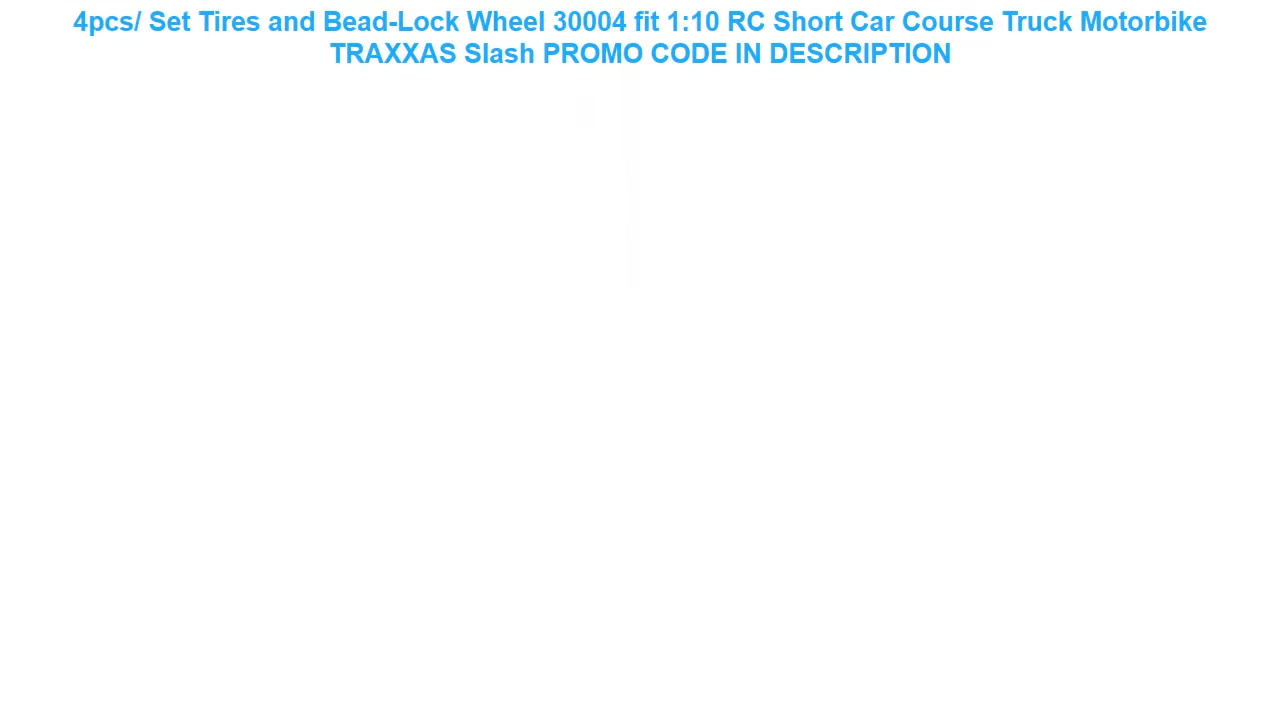 4pcs/ Set Tires and Bead-Lock Wheel 30004 fit 1:10 RC Short Car Course Truck Motorbike
TRAXXAS Slash PROMO CODE IN DESCRIPTION